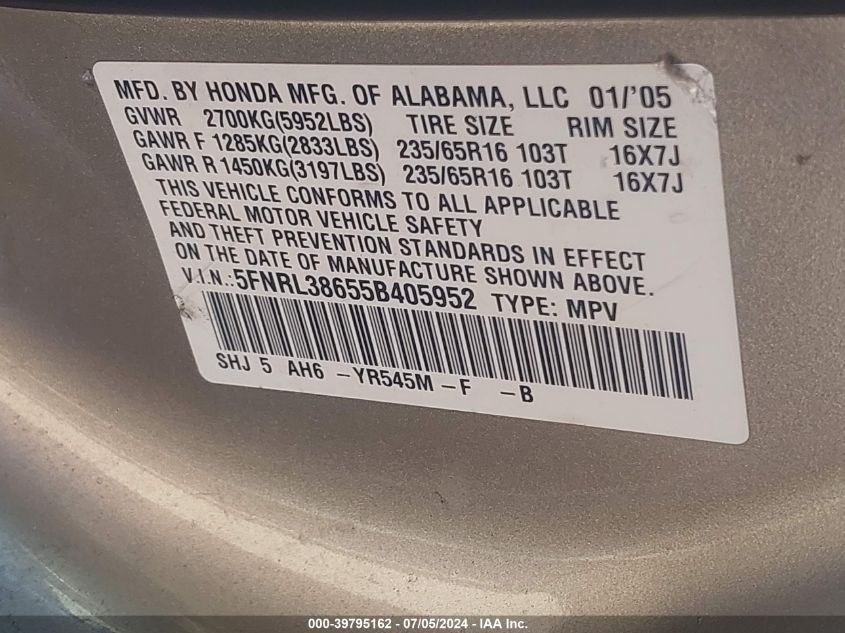 MFD. BY HONDA MFG. OF ALABAMA, LLC 01/'05
GVWR 2700KG(5952LBS) TIRE SIZE RIM SIZE
GAWR F 1285KG(2833LBS) 235/65R16 103T 16X7J
GAWR R 1450KG(3197LBS) 235/65R16 103T 16X7J
THIS VEHICLE CONFORMS TO ALL APPLICABLE
FEDERAL MOTOR VEHICLE SAFETY
AND THEFT PREVENTION STANDARDS IN EFFECT
ON THE DATE OF MANUFACTURE SHOWN ABOVE.
V.I.N.:5FNRL38655B405952 TYPE: MPV
SHJ 5 AH6 -YR545M -F -B
000-39795162 - 07/05/2024 - IAA Inc.